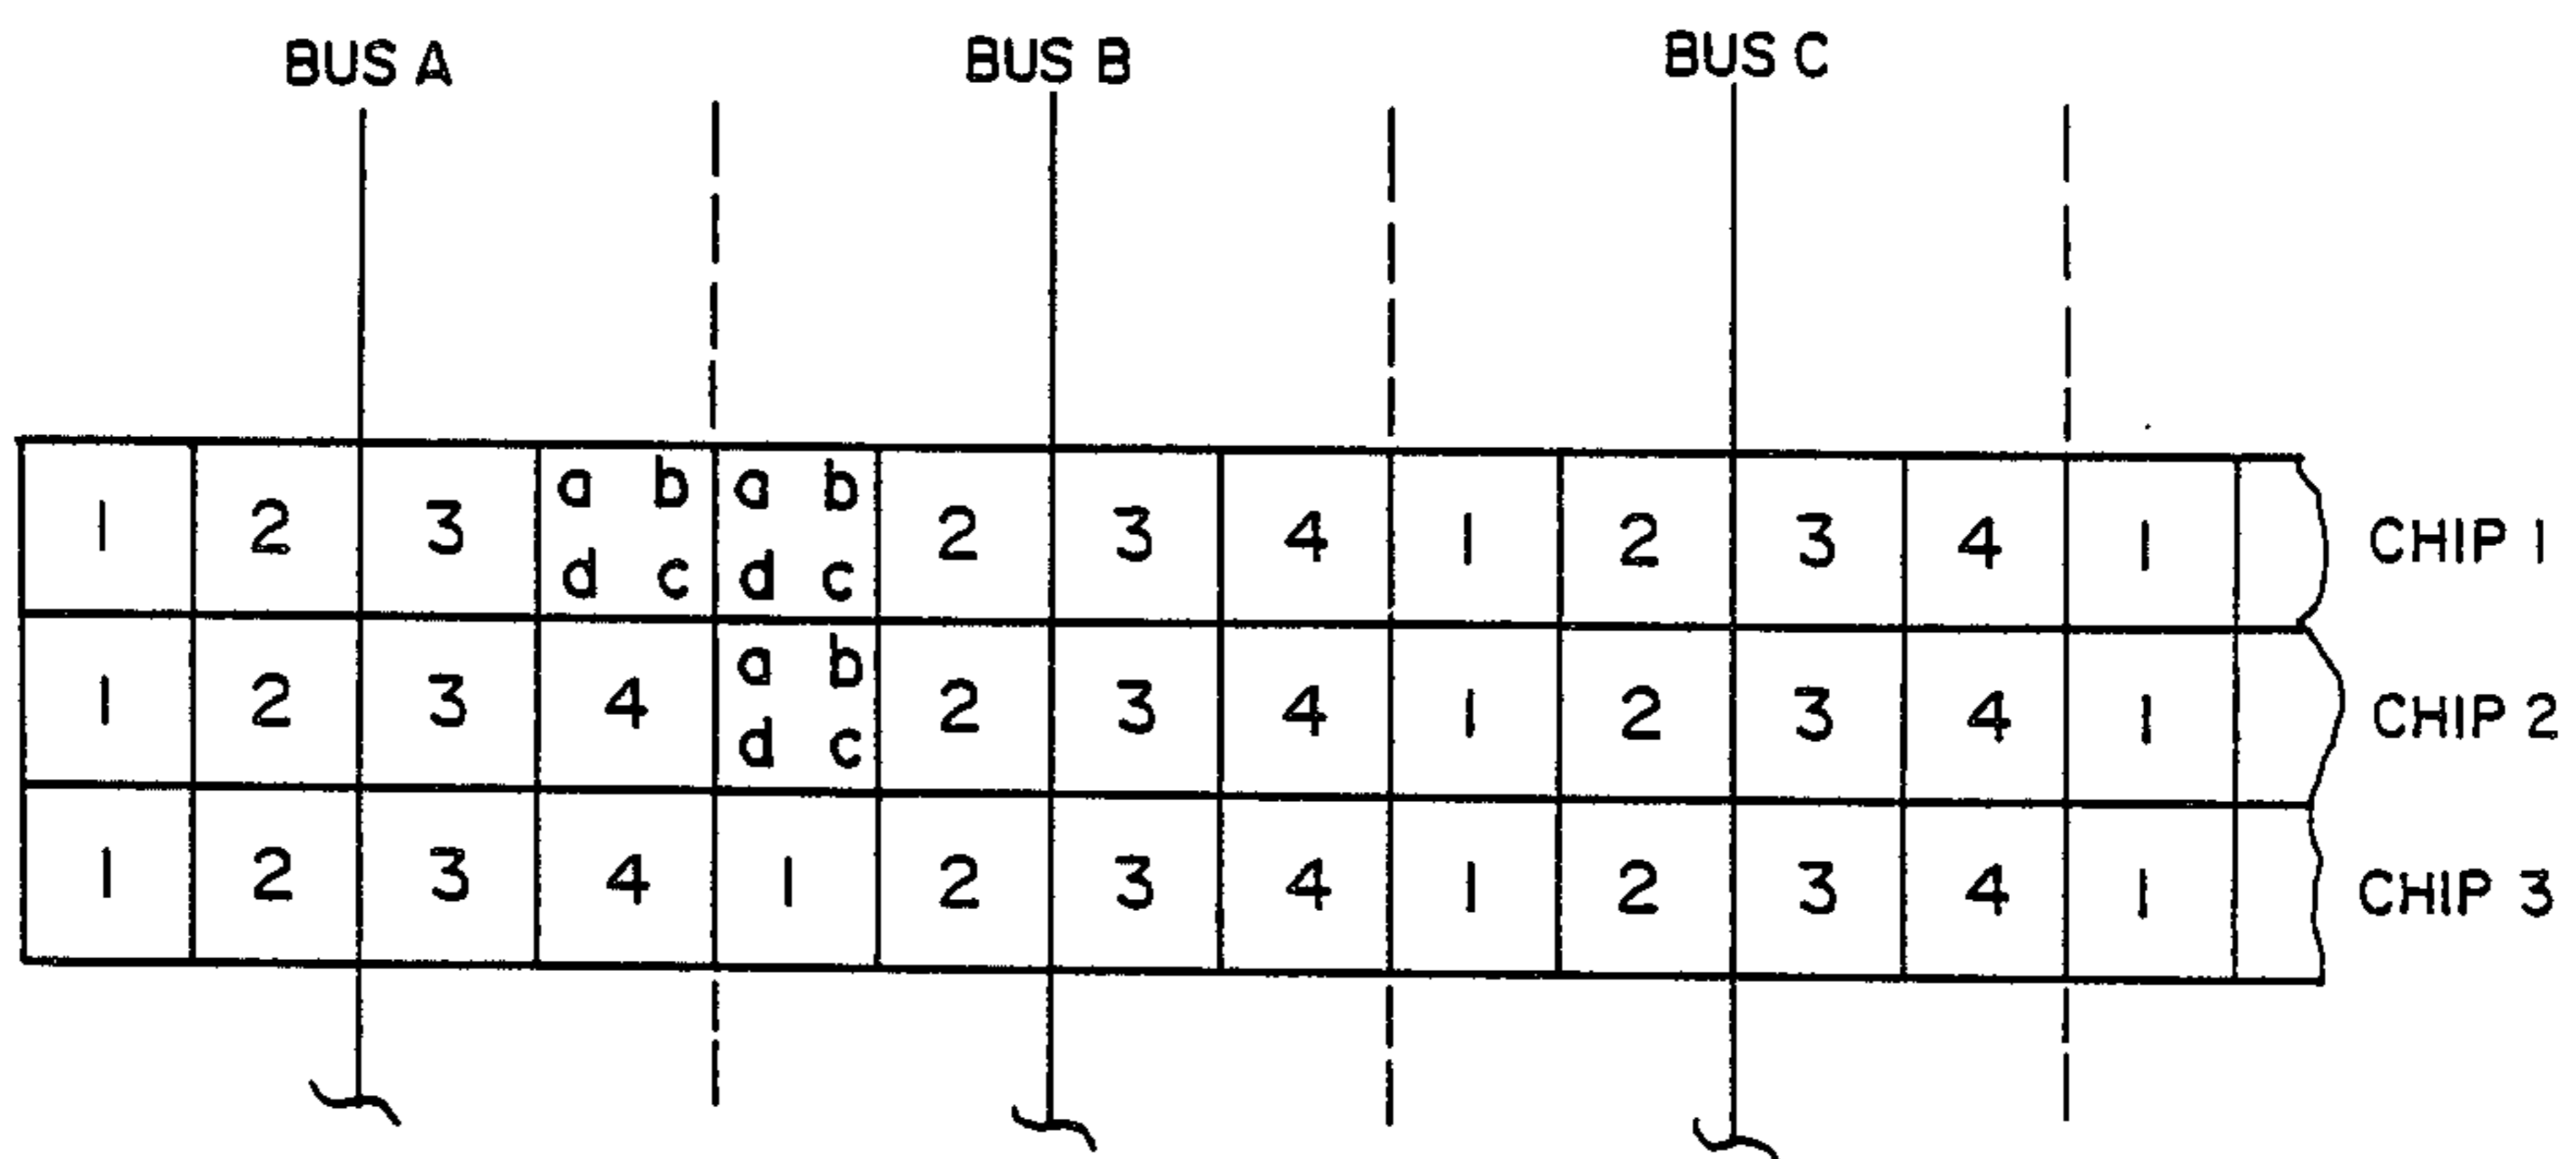 BUS A BUS B BUS C
a b a b
1 2 3 2 3 4 1 2 3 4 1 CHIP 1
d c d c
a b
1 2 3 4 2 3 4 1 2 3 4 1 CHIP 2
d c
1 2 3 4 1 2 3 4 1 2 3 4 1 CHIP 3